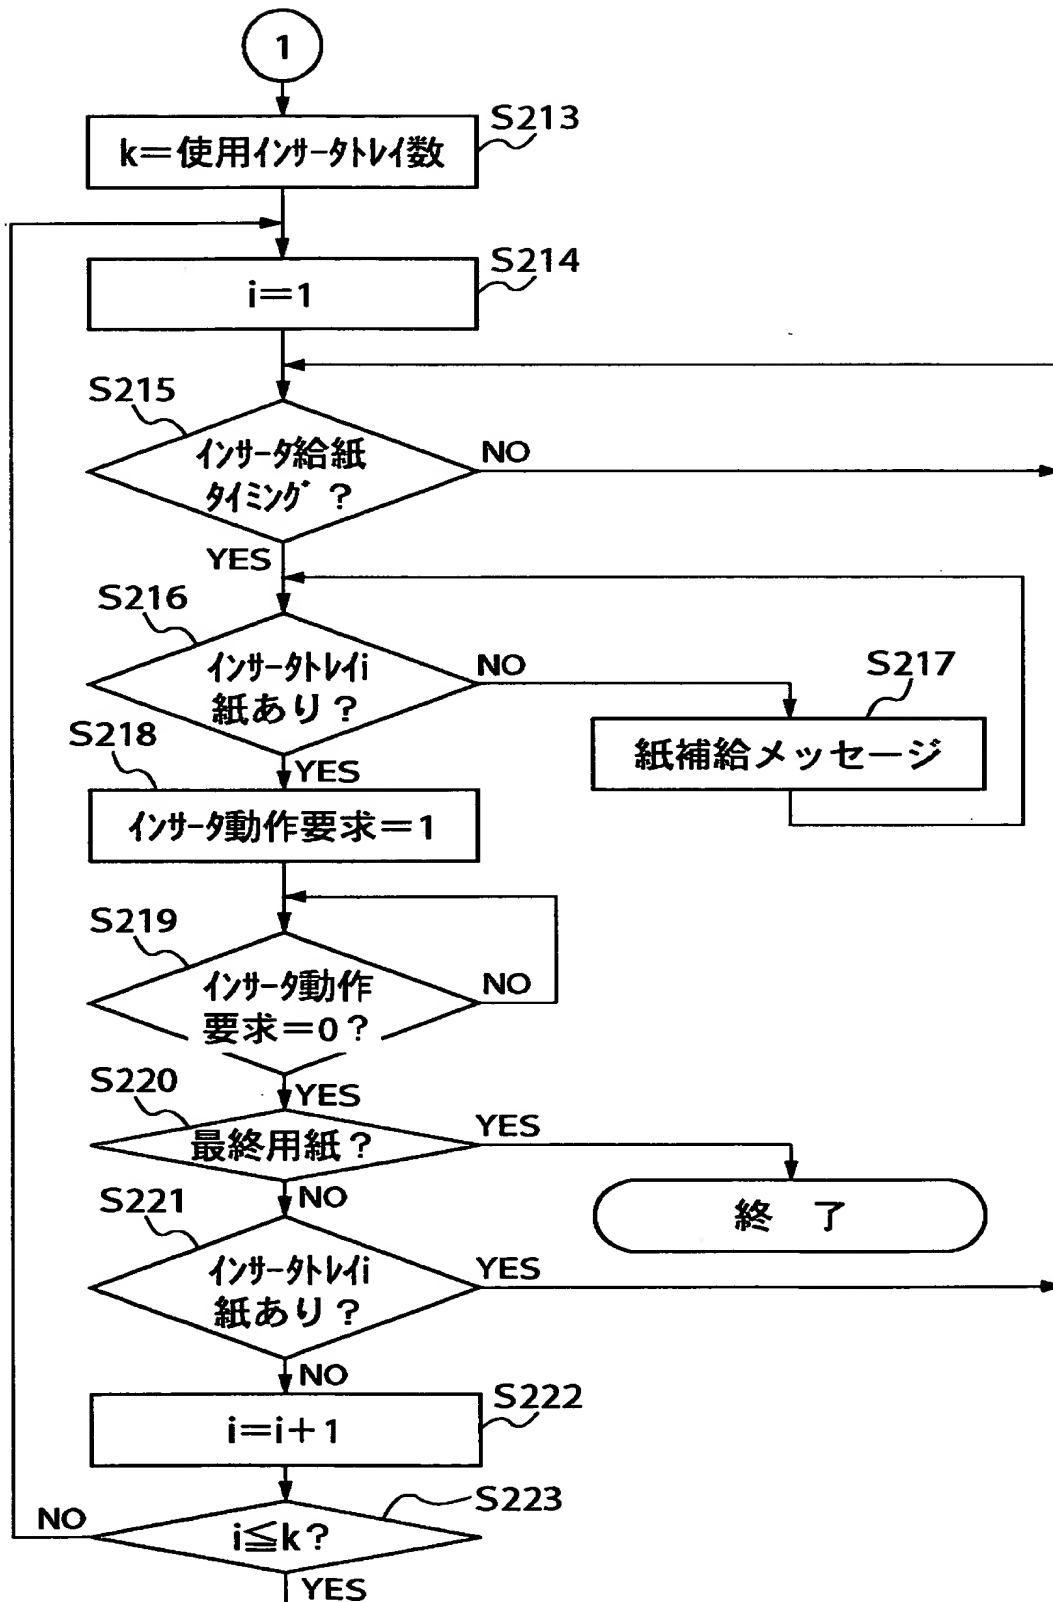 1
S213
k=使用ｲﾝｻｰﾀﾄﾚｲ数
S214
i=1
S215
ｲﾝｻｰﾀ給紙
ﾀｲﾐﾝｸﾞ?
NO
YES
S216
ｲﾝｻｰﾀﾄﾚｲi
紙あり?
NO
S217
紙補給メッセージ
S218
YES
ｲﾝｻｰﾀ動作要求=1
S219
ｲﾝｻｰﾀ動作
要求=0?
NO
S220
YES
最終用紙?
YES
S221
NO
終 了
ｲﾝｻｰﾀﾄﾚｲi
紙あり?
YES
NO
S222
i=i+1
S223
NO
i≦k?
YES